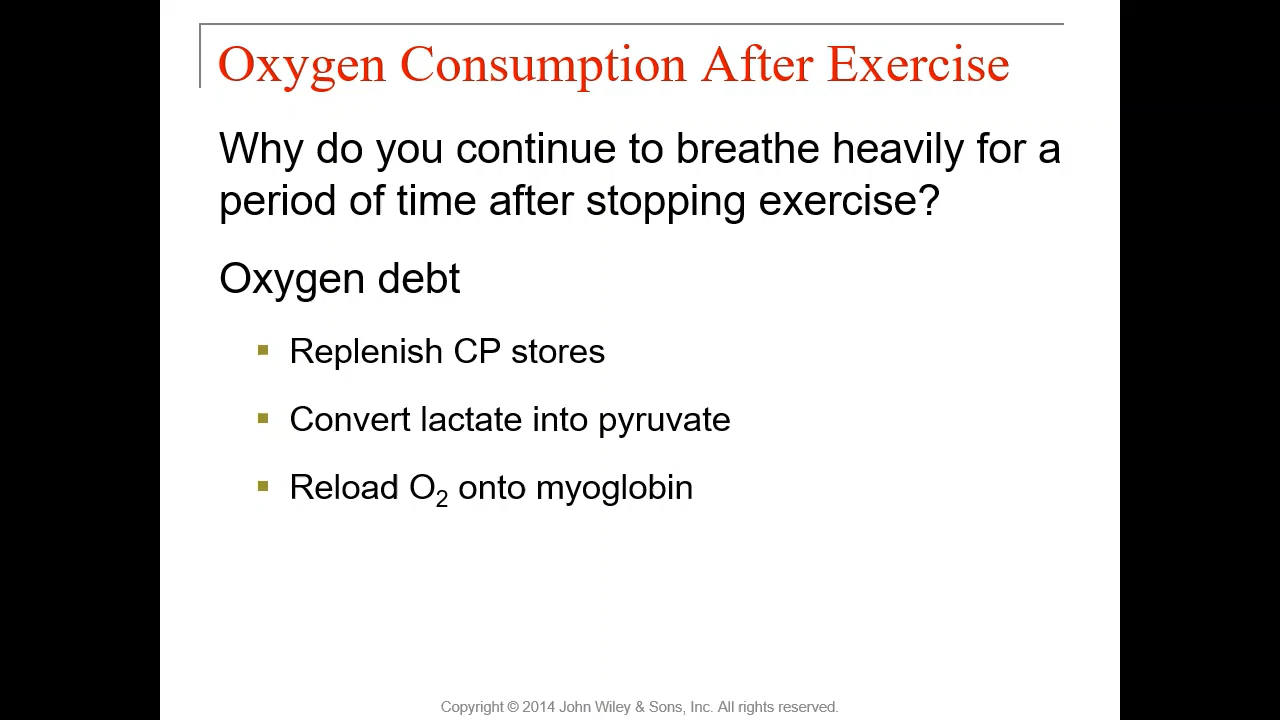 Oxygen Consumption After Exercise
Why do you continue to breathe heavily for a
period of time after stopping exercise?
Oxygen debt
▪ Replenish CP stores
▪ Convert lactate into pyruvate
▪ Reload O₂ onto myoglobin
Copyright © 2014 John Wiley & Sons, Inc. All rights reserved.